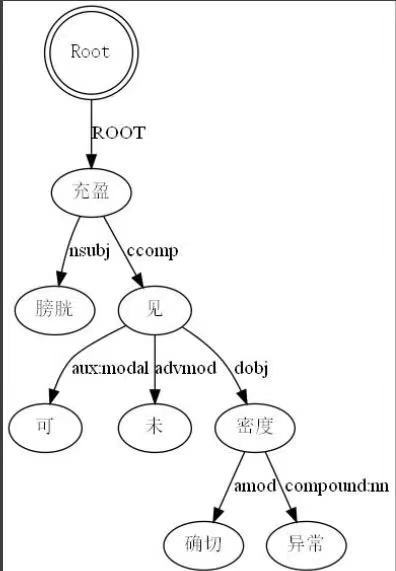 Root
ROOT
充盈
nsubj ccomp
膀胱 见
aux:modal advmod dobj
可 未 密度
amod compound:nn
确切 异常